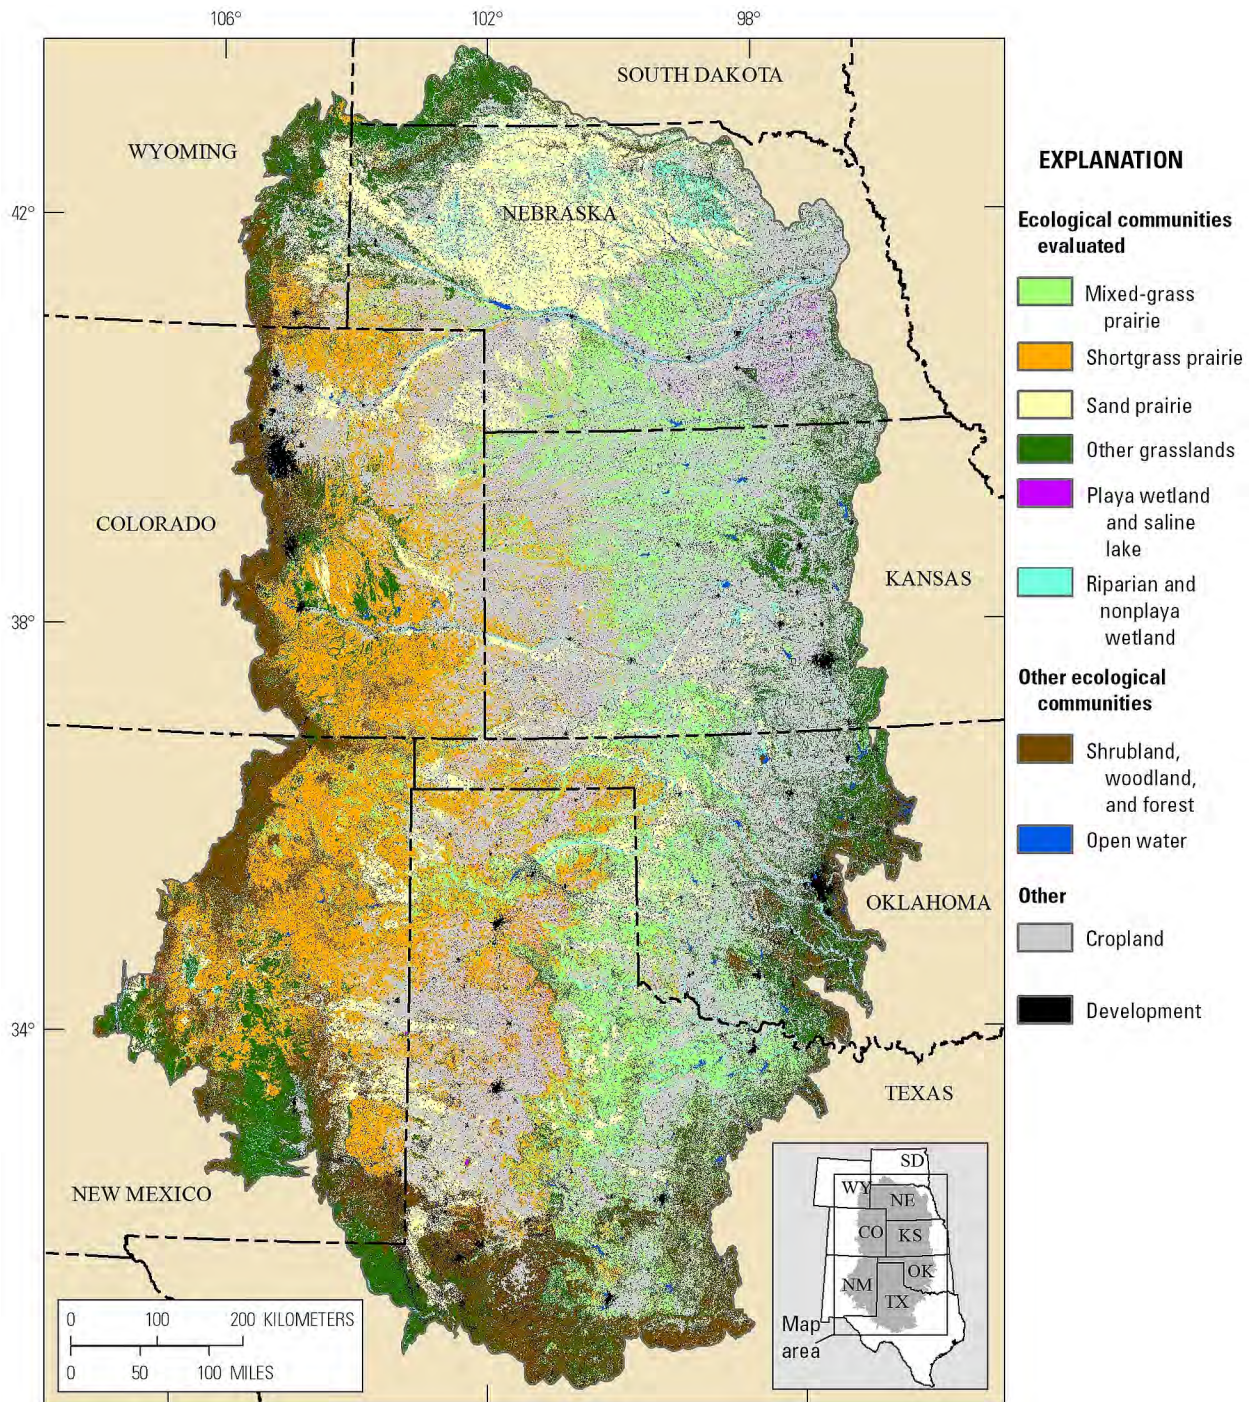 106°
102°
98°
SOUTH DAKOTA
WYOMING
42°
NEBRASKA
COLORADO
38°
KANSAS
OKLAHOMA
34°
TEXAS
NEW MEXICO
0 100 200 KILOMETERS
0 50 100 MILES
SD
WY
NE
CO
KS
OK
NM
TX
Map
area
EXPLANATION
Ecological communities
evaluated
Mixed-grass
prairie
Shortgrass prairie
Sand prairie
Other grasslands
Playa wetland
and saline
lake
Riparian and
nonplaya
wetland
Other ecological
communities
Shrubland,
woodland,
and forest
Open water
Other
Cropland
Development